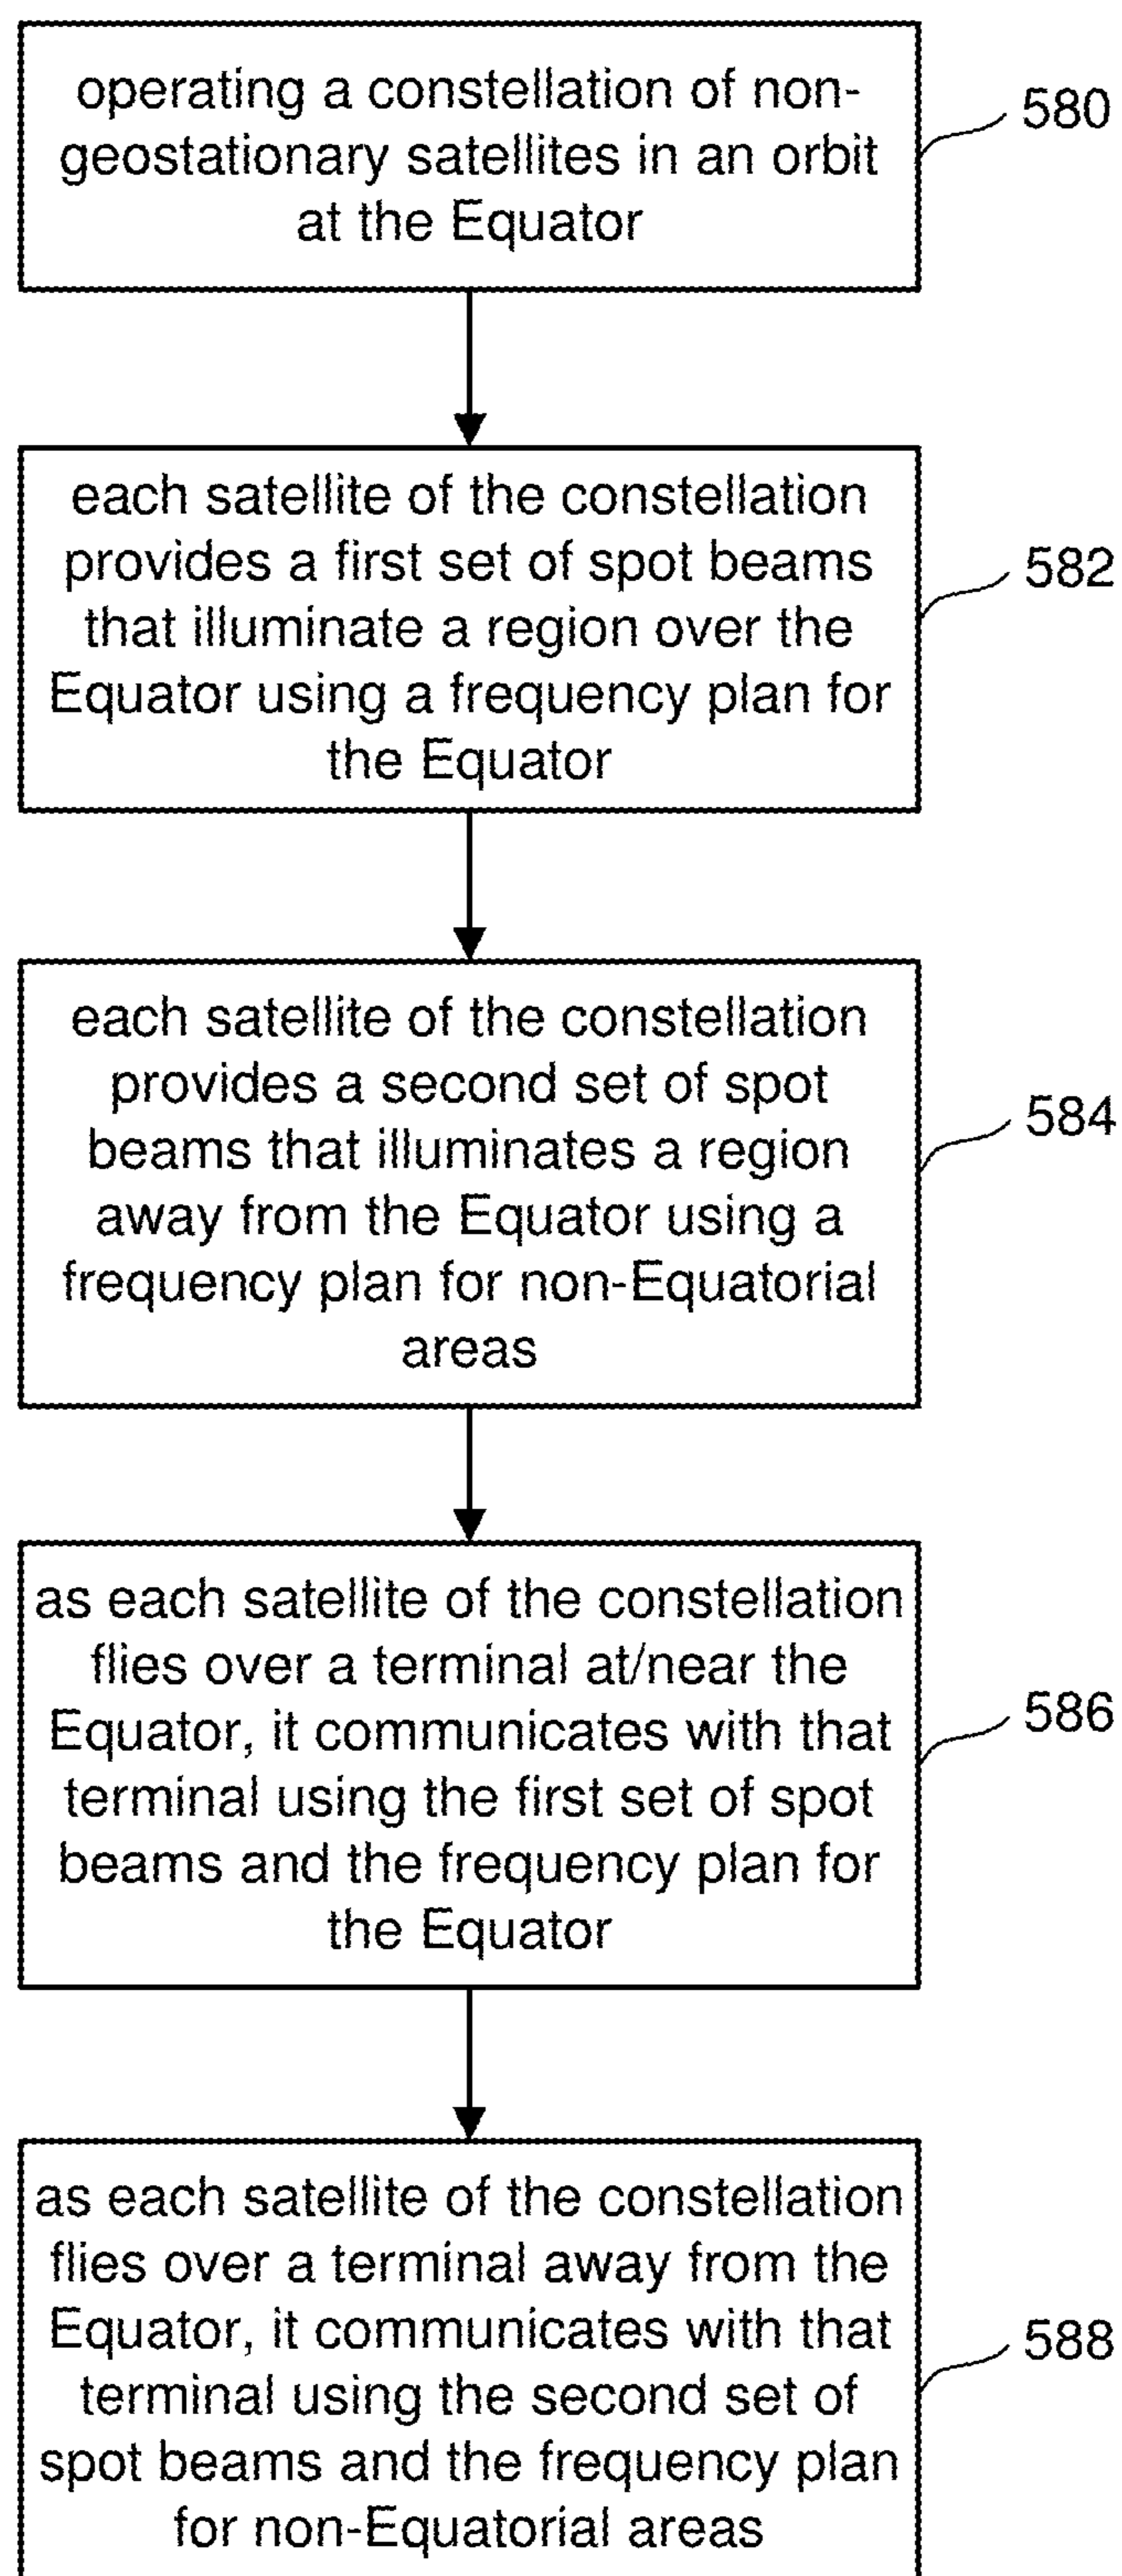 operating a constellation of non-
geostationary satellites in an orbit
at the Equator
580
each satellite of the constellation
provides a first set of spot beams
that illuminate a region over the
Equator using a frequency plan for
the Equator
582
each satellite of the constellation
provides a second set of spot
beams that illuminates a region
away from the Equator using a
frequency plan for non-Equatorial
areas
584
as each satellite of the constellation
flies over a terminal at/near the
Equator, it communicates with that
terminal using the first set of spot
beams and the frequency plan for
the Equator
586
as each satellite of the constellation
flies over a terminal away from the
Equator, it communicates with that
terminal using the second set of
spot beams and the frequency plan
for non-Equatorial areas
588